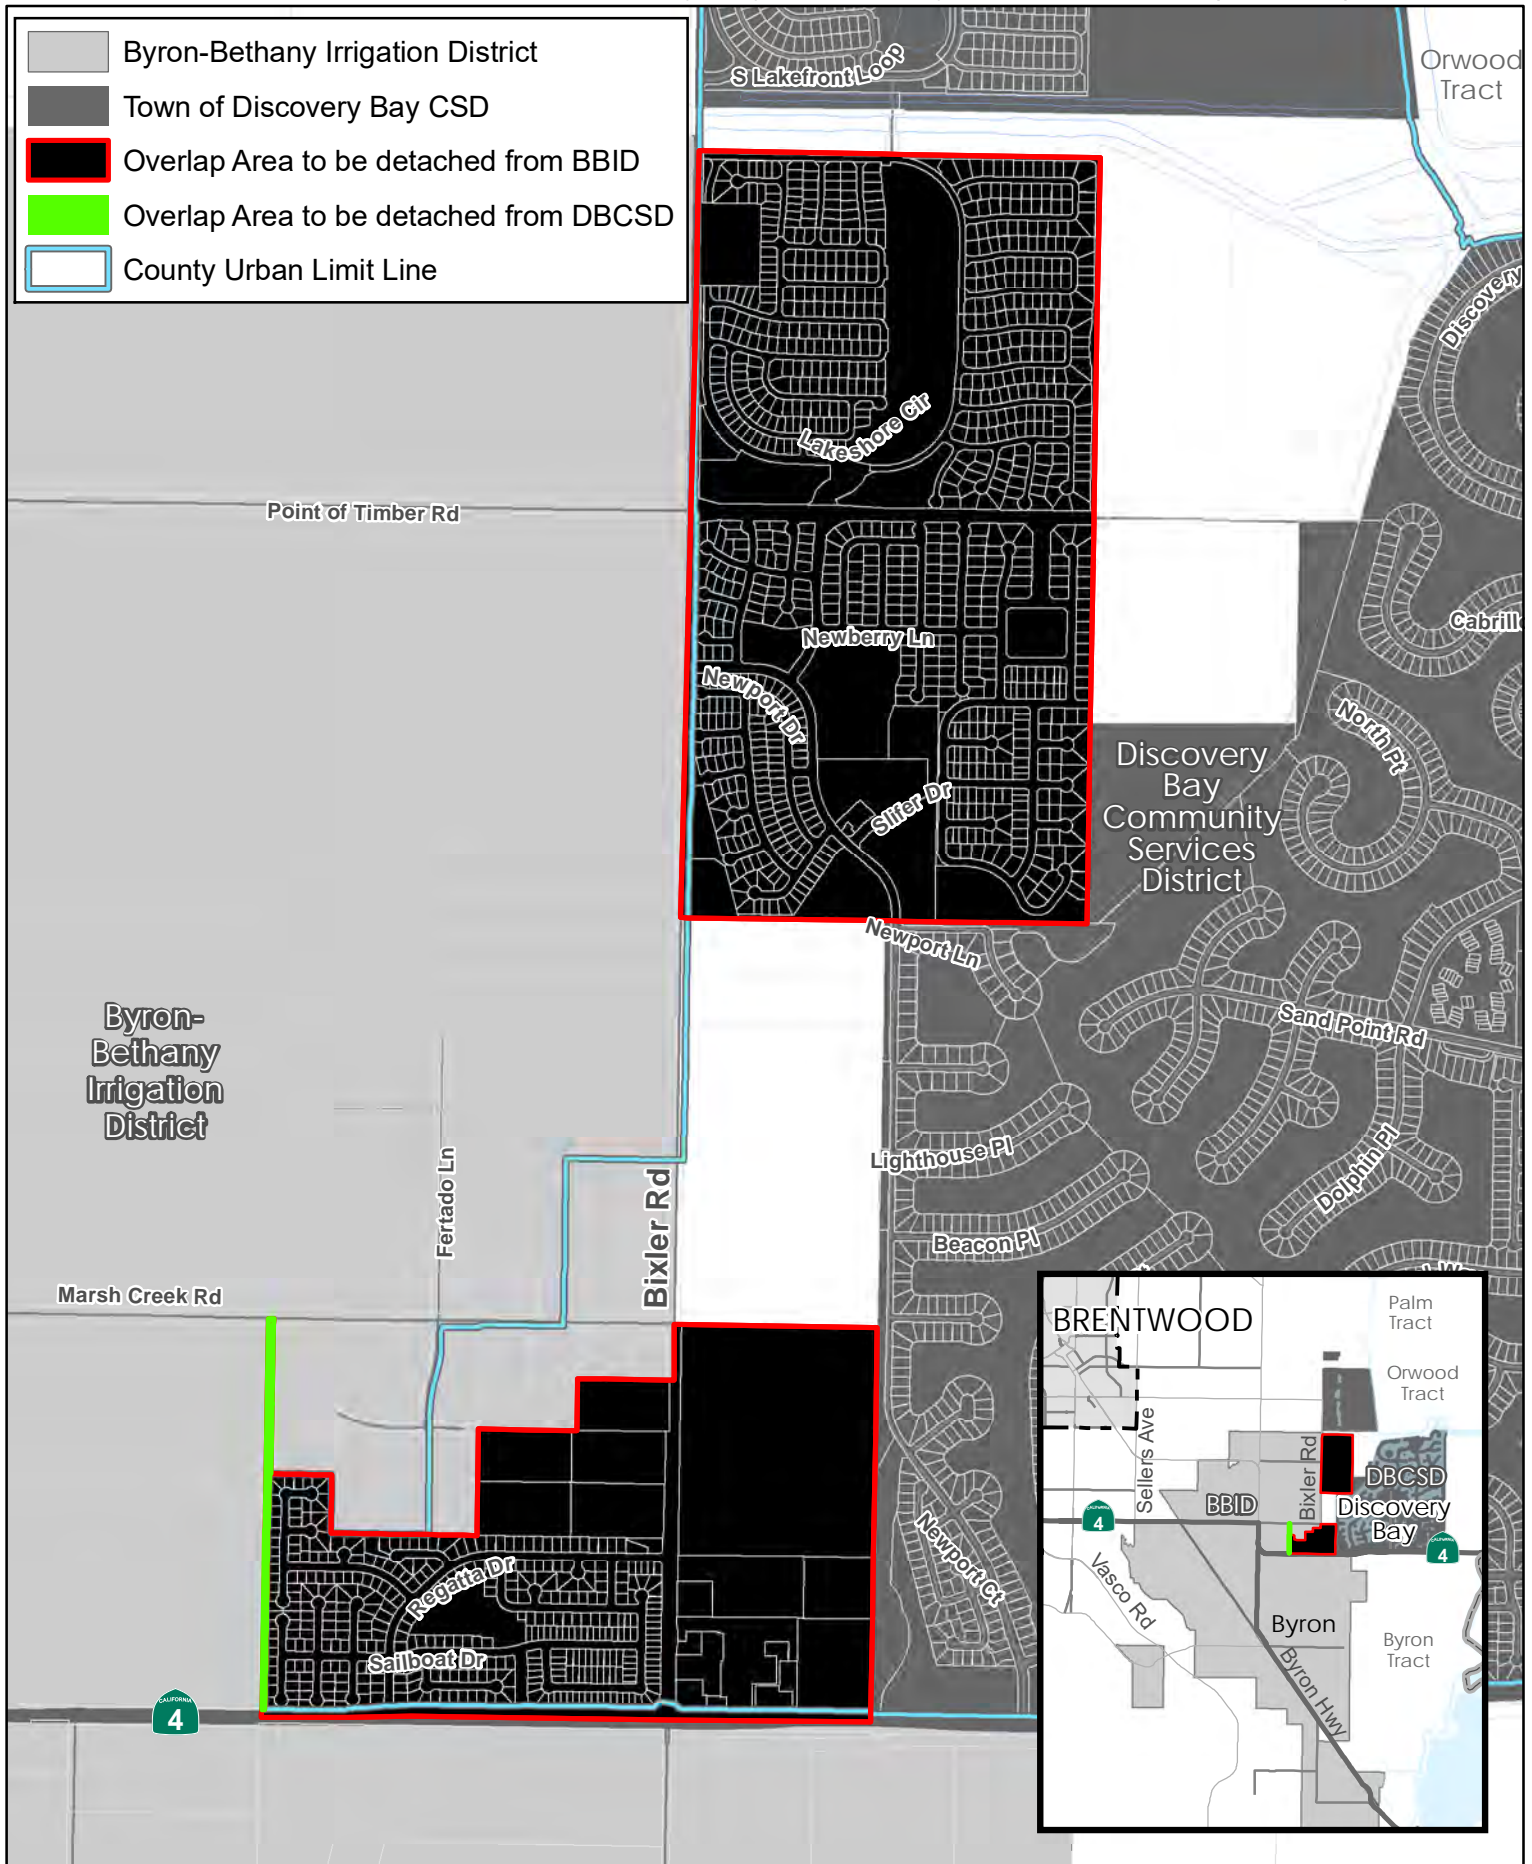 Byron-Bethany Irrigation District
Town of Discovery Bay CSD
Overlap Area to be detached from BBID
Overlap Area to be detached from DBCSD
County Urban Limit Line
S Lakefront Loop
Orwood
Tract
Discovery
Lakeshore Cir
Point of Timber Rd
Newberry Ln
Cabrill
Newport Dr
North Pt
Discovery
Bay
Community
Services
District
Slifer Dr
Newport Ln
Sand Point Rd
Byron-
Bethany
Irrigation
District
Lighthouse Pl
Dolphin Pl
Fertado Ln
Bixler Rd
Beacon Pl
Marsh Creek Rd
Newport Ct
Regatta Dr
Sailboat Dr
CALIFORNIA
4
BRENTWOOD
Palm
Tract
Orwood
Tract
Sellers Ave
Bixler Rd
DBCSD
BBID
Discovery
Bay
CALIFORNIA
4
CALIFORNIA
4
Vasco Rd
Byron
Byron
Tract
Byron Hwy